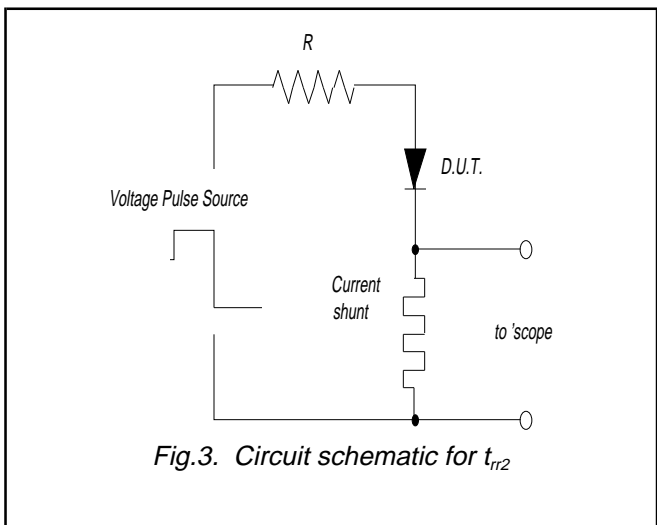 R
D.U.T.
Voltage Pulse Source
Current
shunt
to 'scope
Fig.3. Circuit schematic for trr2